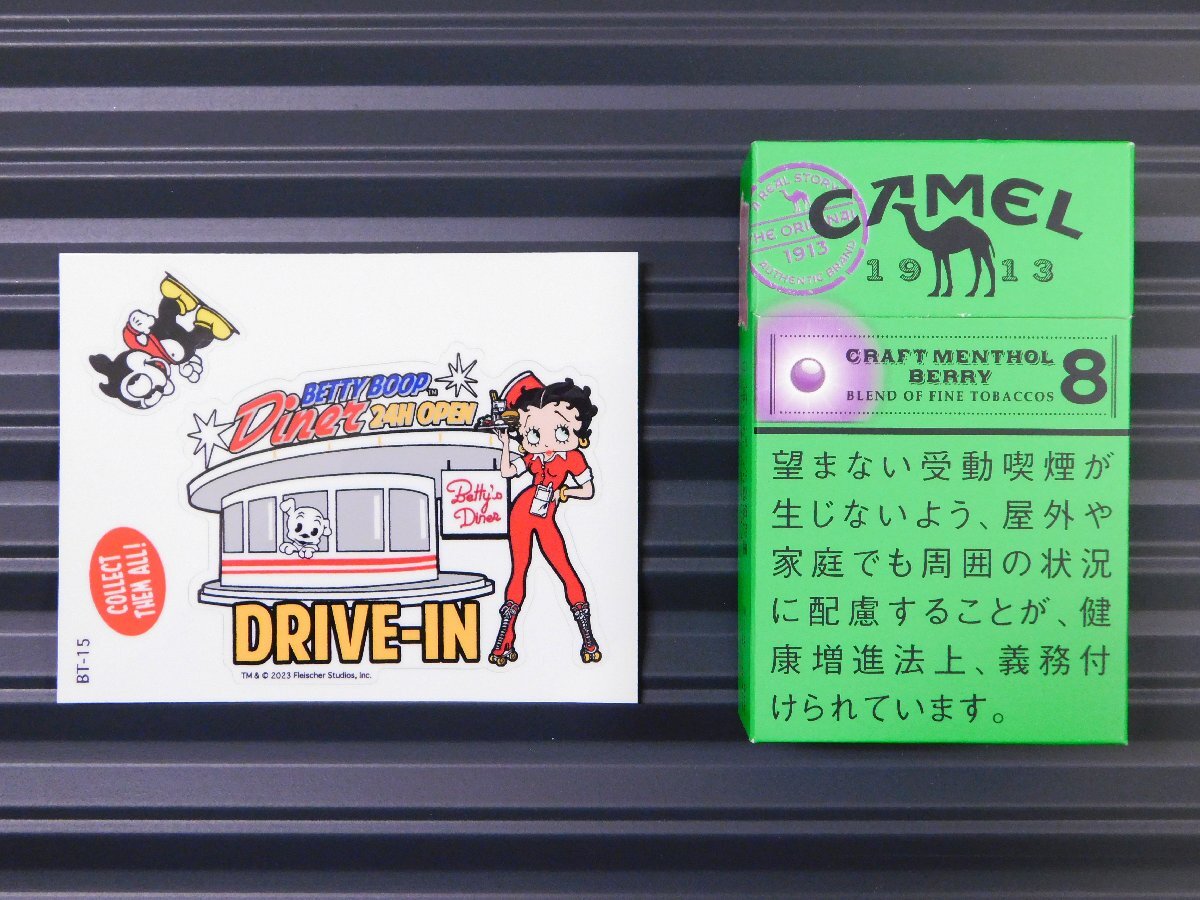 BETTY BOOP™
Diner 24H OPEN
Betty's
Diner
DRIVE-IN
TM & © 2023 Fleischer Studios, Inc.
COLLECT
THEM ALL!
BT-15
A REAL STORY
THE ORIGINAL
1913
AUTHENTIC BRAND
CAMEL
1913
CRAFT MENTHOL
BERRY
BLEND OF FINE TOBACCOS
8
望まない受動喫煙が
生じないよう、屋外や
家庭でも周囲の状況
に配慮することが、健
康増進法上、義務付
けられています。